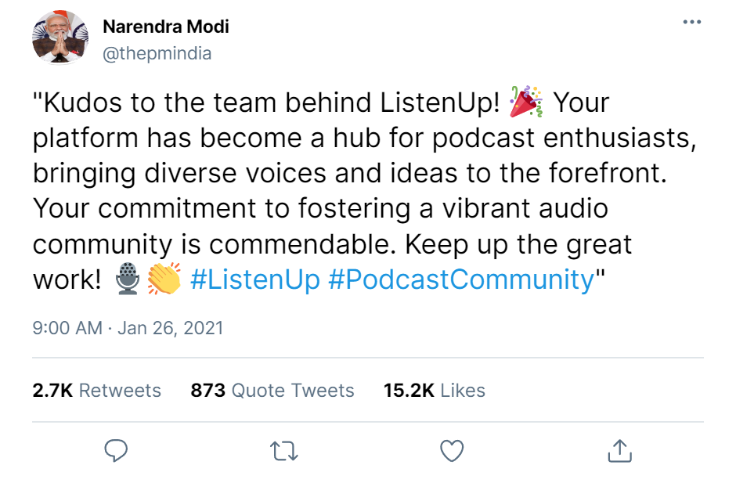 Narendra Modi
@thepmindia
"Kudos to the team behind ListenUp! 🎉 Your
platform has become a hub for podcast enthusiasts,
bringing diverse voices and ideas to the forefront.
Your commitment to fostering a vibrant audio
community is commendable. Keep up the great
work! 🎙️👏 #ListenUp #PodcastCommunity"
9:00 AM · Jan 26, 2021
2.7K Retweets 873 Quote Tweets 15.2K Likes